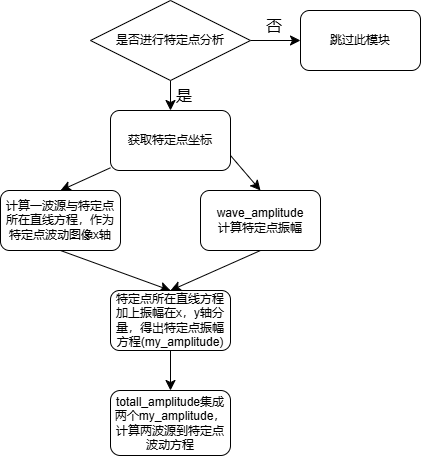 是否进行特定点分析
否
跳过此模块
是
获取特定点坐标
计算一波源与特定点
所在直线方程，作为
特定点波动图像x轴
wave_amplitude
计算特定点振幅
特定点所在直线方程
加上振幅在x，y轴分
量，得出特定点振幅
方程(my_amplitude)
totall_amplitude集成
两个my_amplitude，
计算两波源到特定点
波动方程